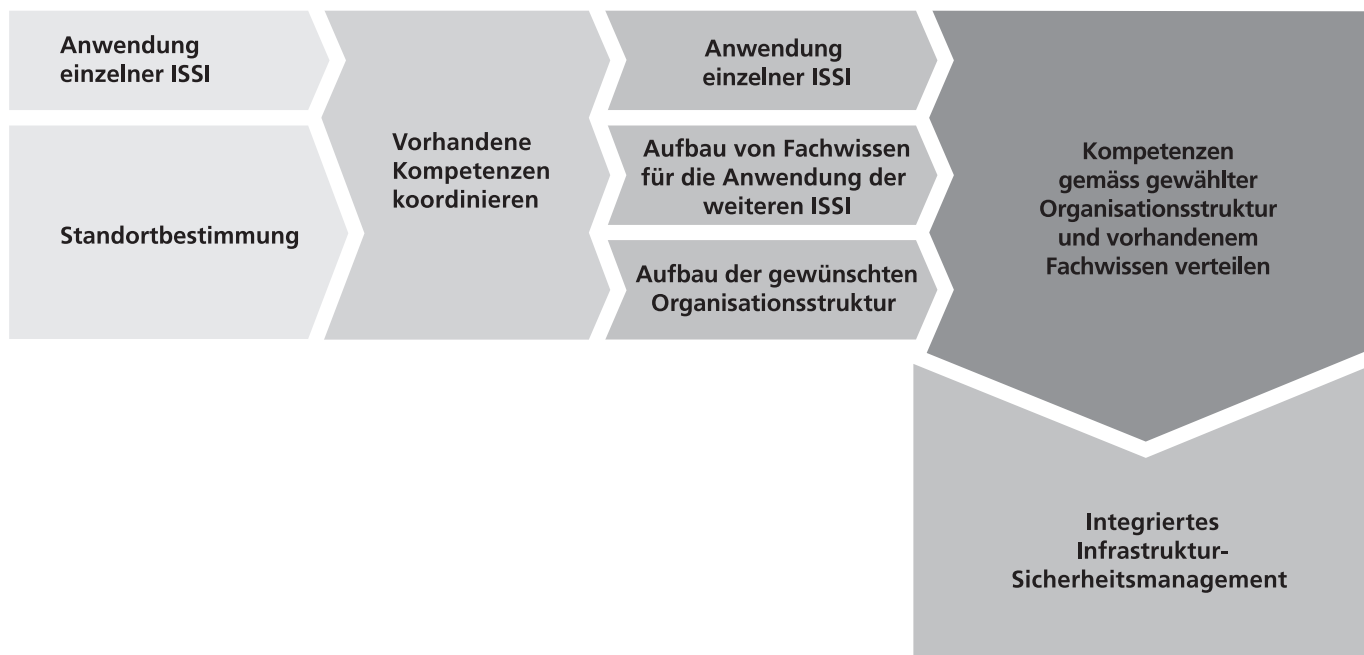 Anwendung
einzelner ISSI
Standortbestimmung
Vorhandene
Kompetenzen
koordinieren
Anwendung
einzelner ISSI
Aufbau von Fachwissen
für die Anwendung der
weiteren ISSI
Aufbau der gewünschten
Organisationsstruktur
Kompetenzen
gemäss gewählter
Organisationsstruktur
und vorhandenem
Fachwissen verteilen
Integriertes
Infrastruktur-
Sicherheitsmanagement